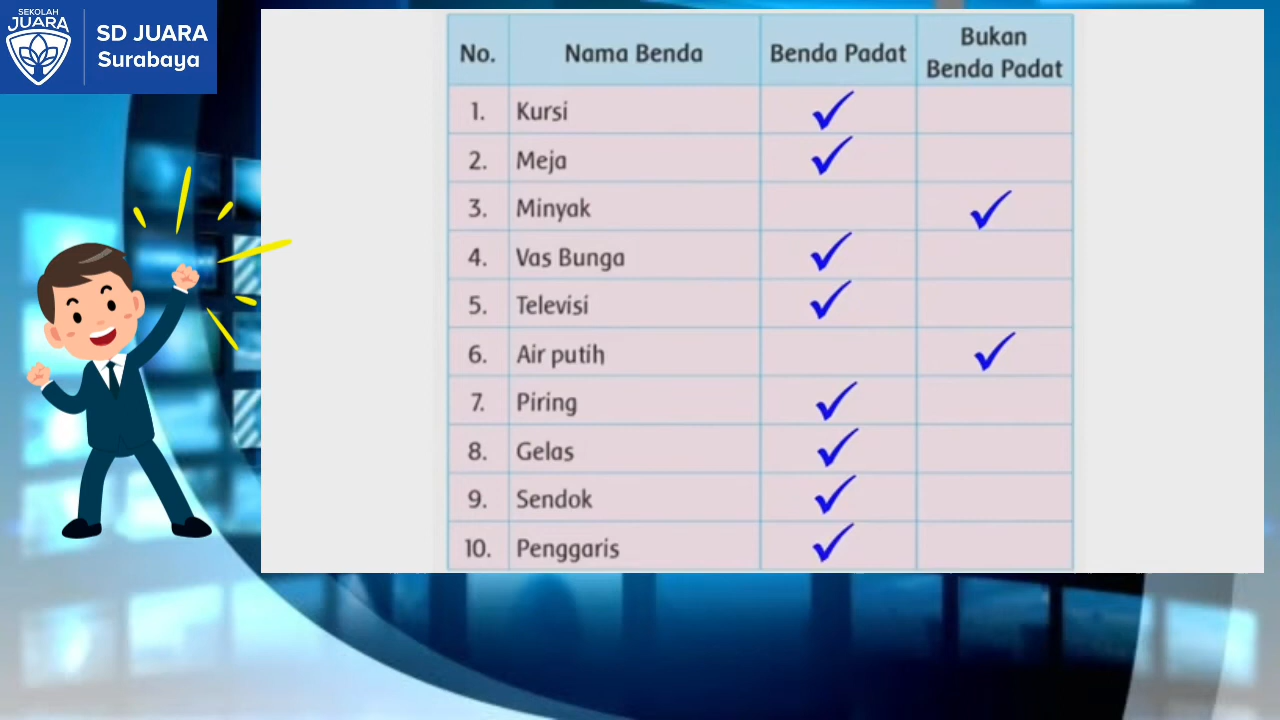 SEKOLAH
JUARA
SD JUARA
Surabaya
No. Nama Benda Benda Padat Bukan Benda Padat
1. Kursi ✓
2. Meja ✓
3. Minyak ✓
4. Vas Bunga ✓
5. Televisi ✓
6. Air putih ✓
7. Piring ✓
8. Gelas ✓
9. Sendok ✓
10. Penggaris ✓